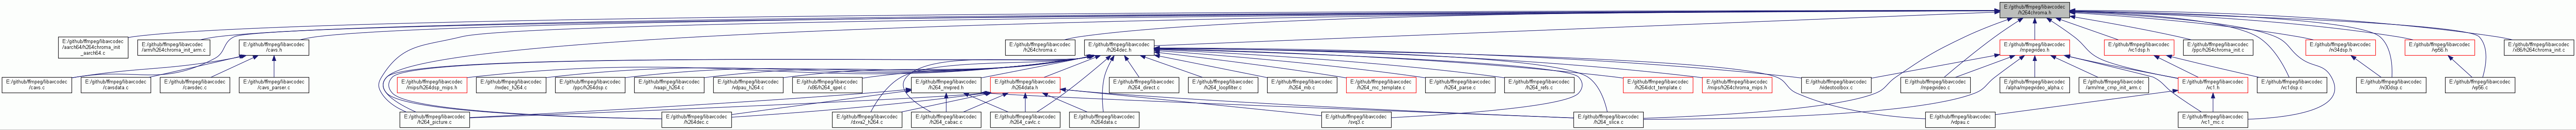 E:/github/ffmpeg/libavcodec
/h264chroma.h
E:/github/ffmpeg/libavcodec
/aarch64/h264chroma_init
_aarch64.c
E:/github/ffmpeg/libavcodec
/arm/h264chroma_init_arm.c
E:/github/ffmpeg/libavcodec
/cavs.h
E:/github/ffmpeg/libavcodec
/h264chroma.c
E:/github/ffmpeg/libavcodec
/h264dec.h
E:/github/ffmpeg/libavcodec
/mpegvideo.h
E:/github/ffmpeg/libavcodec
/vc1dsp.h
E:/github/ffmpeg/libavcodec
/ppc/h264chroma_init.c
E:/github/ffmpeg/libavcodec
/rv34dsp.h
E:/github/ffmpeg/libavcodec
/vp56.h
E:/github/ffmpeg/libavcodec
/x86/h264chroma_init.c
E:/github/ffmpeg/libavcodec
/cavs.c
E:/github/ffmpeg/libavcodec
/cavsdata.c
E:/github/ffmpeg/libavcodec
/cavsdec.c
E:/github/ffmpeg/libavcodec
/cavs_parser.c
E:/github/ffmpeg/libavcodec
/mips/h264dsp_mips.h
E:/github/ffmpeg/libavcodec
/nvdec_h264.c
E:/github/ffmpeg/libavcodec
/ppc/h264dsp.c
E:/github/ffmpeg/libavcodec
/vaapi_h264.c
E:/github/ffmpeg/libavcodec
/vdpau_h264.c
E:/github/ffmpeg/libavcodec
/x86/h264_qpel.c
E:/github/ffmpeg/libavcodec
/h264_mvpred.h
E:/github/ffmpeg/libavcodec
/h264data.h
E:/github/ffmpeg/libavcodec
/h264_direct.c
E:/github/ffmpeg/libavcodec
/h264_loopfilter.c
E:/github/ffmpeg/libavcodec
/h264_mb.c
E:/github/ffmpeg/libavcodec
/h264_mc_template.c
E:/github/ffmpeg/libavcodec
/h264_parse.c
E:/github/ffmpeg/libavcodec
/h264_refs.c
E:/github/ffmpeg/libavcodec
/h264idct_template.c
E:/github/ffmpeg/libavcodec
/mips/h264chroma_mips.h
E:/github/ffmpeg/libavcodec
/videotoolbox.c
E:/github/ffmpeg/libavcodec
/mpegvideo.c
E:/github/ffmpeg/libavcodec
/alpha/mpegvideo_alpha.c
E:/github/ffmpeg/libavcodec
/arm/me_cmp_init_arm.c
E:/github/ffmpeg/libavcodec
/vc1.h
E:/github/ffmpeg/libavcodec
/vc1dsp.c
E:/github/ffmpeg/libavcodec
/rv30dsp.c
E:/github/ffmpeg/libavcodec
/vp56.c
E:/github/ffmpeg/libavcodec
/h264_picture.c
E:/github/ffmpeg/libavcodec
/h264dec.c
E:/github/ffmpeg/libavcodec
/dxva2_h264.c
E:/github/ffmpeg/libavcodec
/h264_cabac.c
E:/github/ffmpeg/libavcodec
/h264_cavlc.c
E:/github/ffmpeg/libavcodec
/h264data.c
E:/github/ffmpeg/libavcodec
/svq3.c
E:/github/ffmpeg/libavcodec
/h264_slice.c
E:/github/ffmpeg/libavcodec
/vdpau.c
E:/github/ffmpeg/libavcodec
/vc1_mc.c